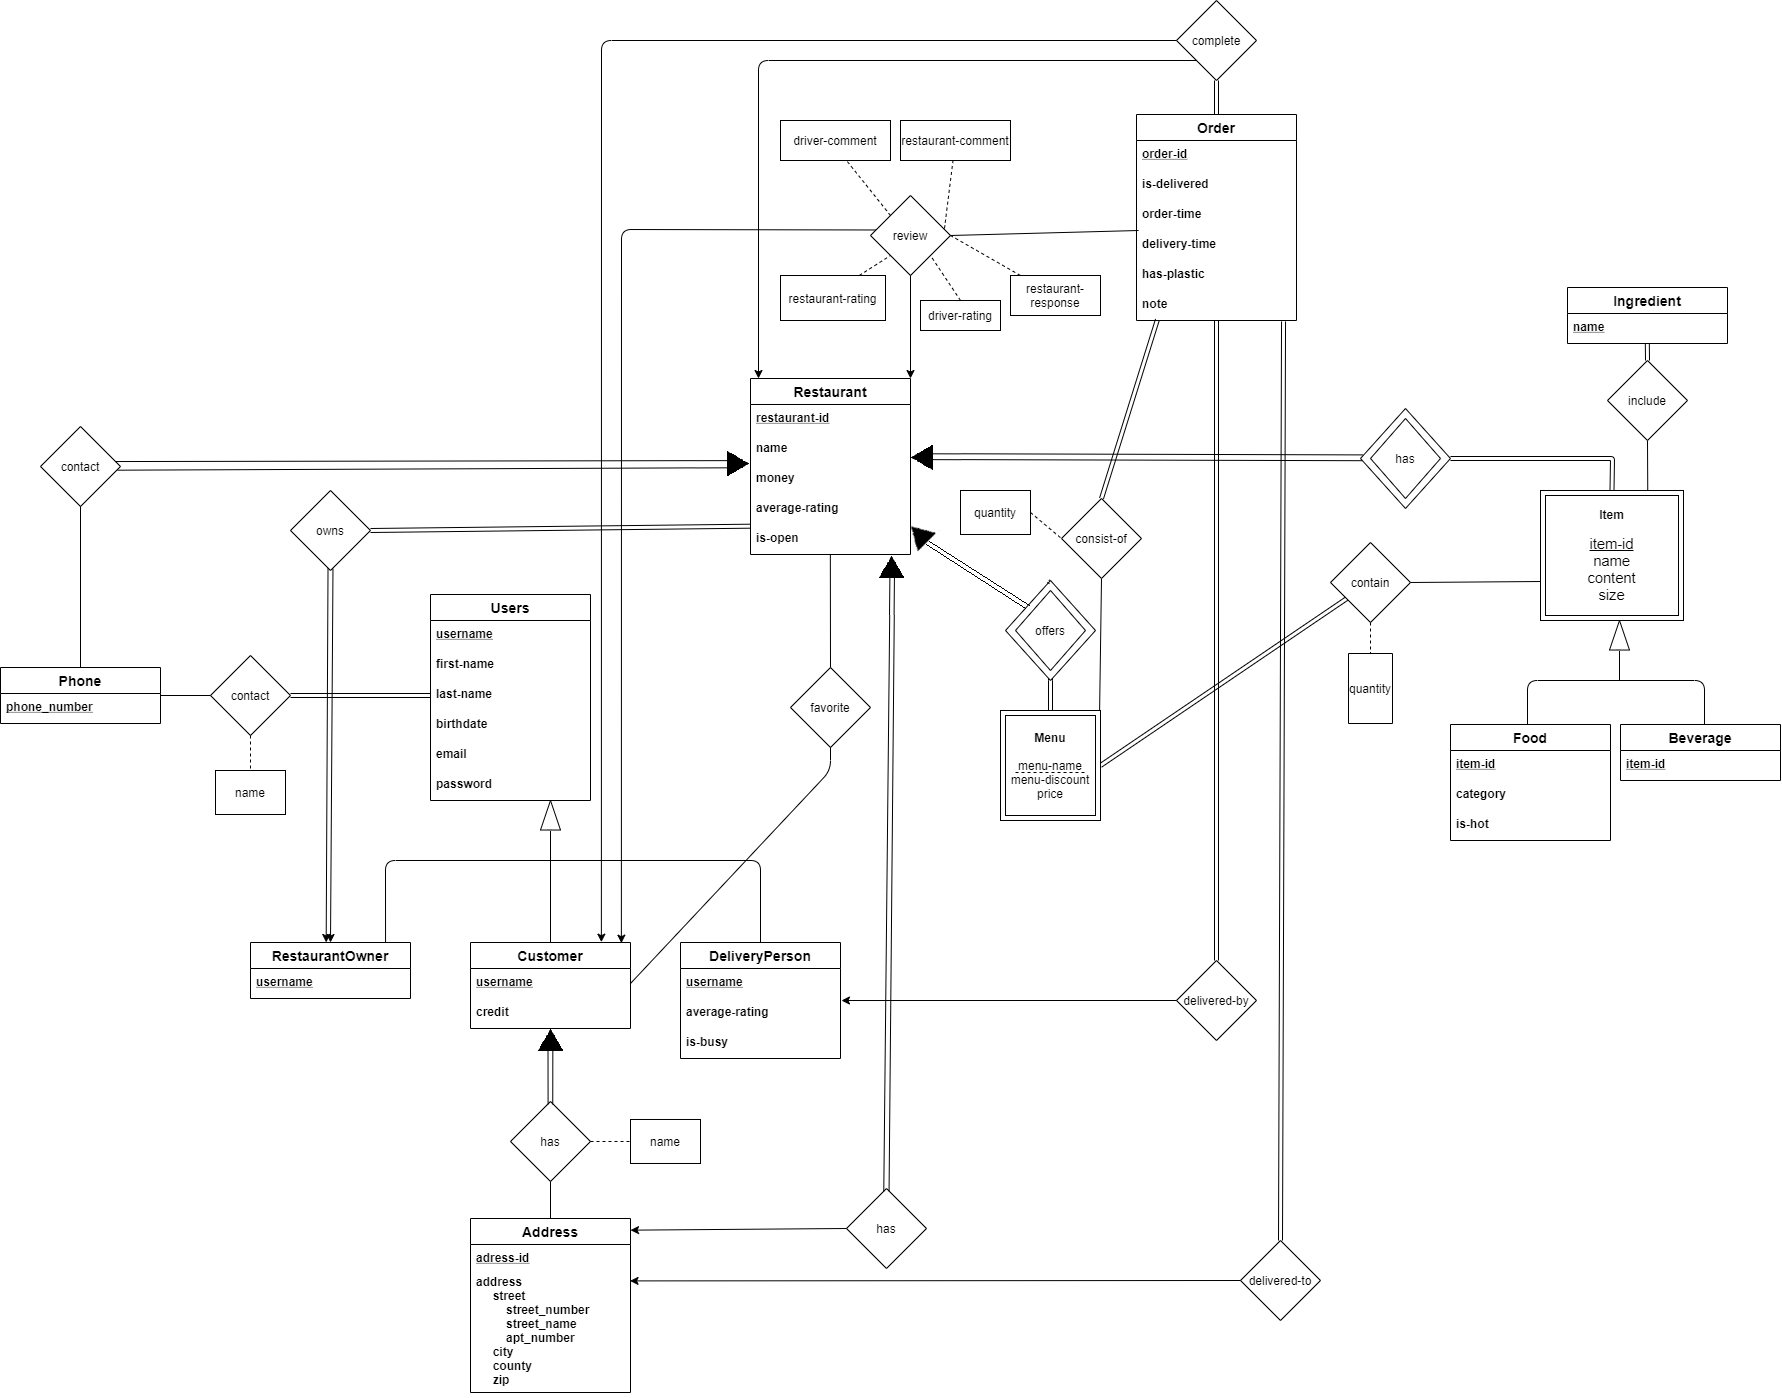 complete
Order
order-id
is-delivered
order-time
delivery-time
has-plastic
note
driver-comment
restaurant-comment
review
restaurant-rating
driver-rating
restaurant-
response
Ingredient
name
include
Restaurant
restaurant-id
name
money
average-rating
is-open
contact
has
owns
quantity
consist-of
Item
item-id
name
content
size
contain
quantity
offers
Users
username
first-name
last-name
birthdate
email
password
Phone
phone_number
contact
name
favorite
Menu
menu-name
menu-discount
price
Food
item-id
category
is-hot
Beverage
item-id
RestaurantOwner
username
Customer
username
credit
DeliveryPerson
username
average-rating
is-busy
delivered-by
has
name
has
delivered-to
Address
adress-id
address
street
street_number
street_name
apt_number
city
county
zip